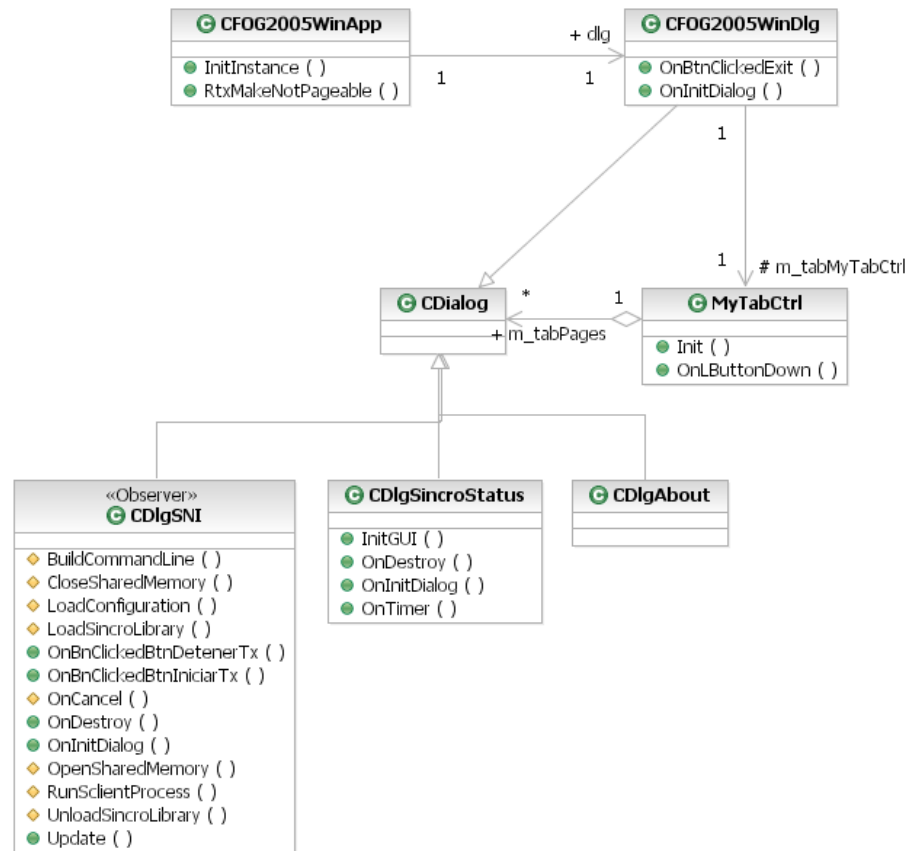 CFOG2005WinApp
InitInstance ( )
RtxMakeNotPageable ( )
1
+ dlg
1
CFOG2005WinDlg
OnBtnClickedExit ( )
OnInitDialog ( )
1
1
# m_tabMyTabCtrl
CDialog
*
+ m_tabPages
1
MyTabCtrl
Init ( )
OnLButtonDown ( )
«Observer»
CDlgSNI
BuildCommandLine ( )
CloseSharedMemory ( )
LoadConfiguration ( )
LoadSincroLibrary ( )
OnBnClickedBtnDetenerTx ( )
OnBnClickedBtnIniciarTx ( )
OnCancel ( )
OnDestroy ( )
OnInitDialog ( )
OpenSharedMemory ( )
RunSclientProcess ( )
UnloadSincroLibrary ( )
Update ( )
CDlgSincroStatus
InitGUI ( )
OnDestroy ( )
OnInitDialog ( )
OnTimer ( )
CDlgAbout